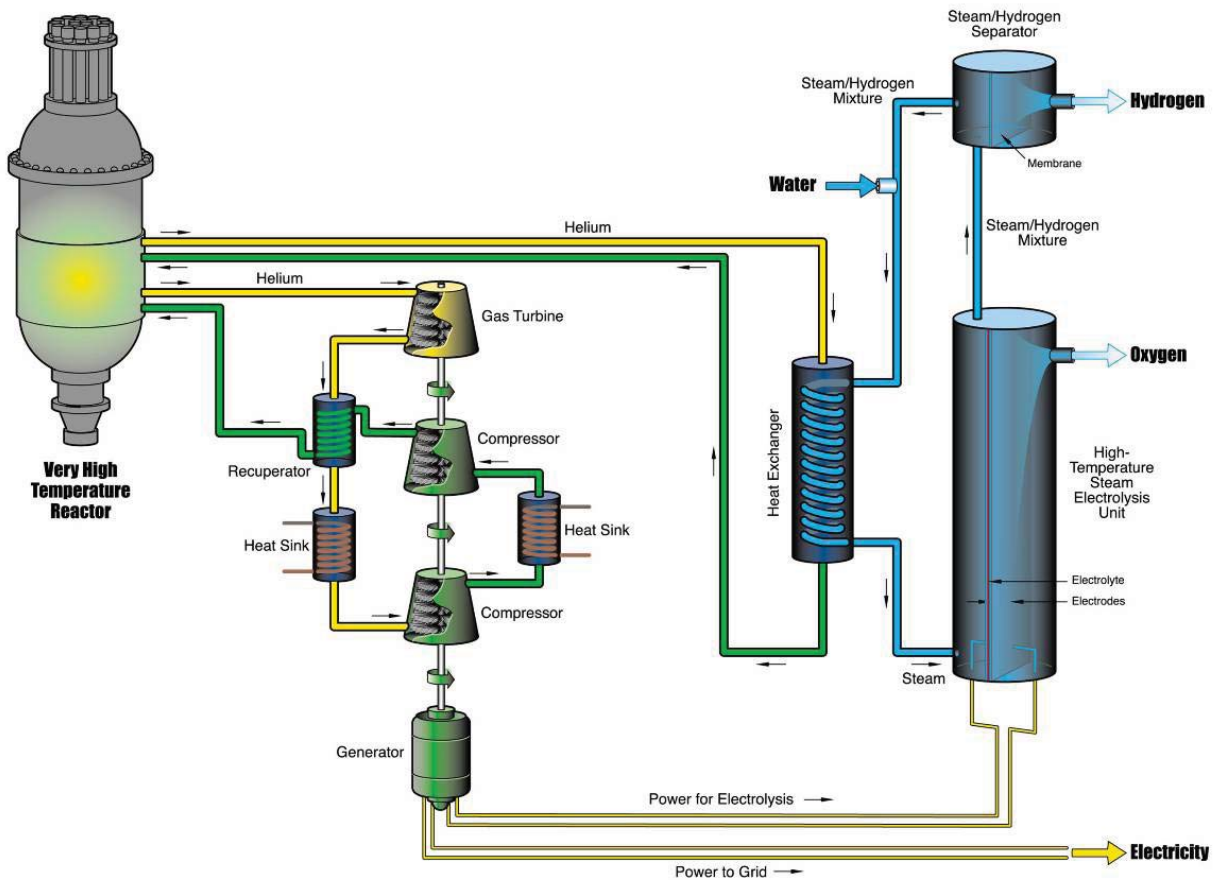 Steam/Hydrogen
Separator
Steam/Hydrogen
Mixture
Hydrogen
Membrane
Water
Steam/Hydrogen
Mixture
Helium
Helium
Gas Turbine
Oxygen
Compressor
Recuperator
Very High
Temperature
Reactor
Heat Exchanger
High-
Temperature
Steam
Electrolysis
Unit
Heat Sink
Heat Sink
Electrolyte
Electrodes
Compressor
Steam
Generator
Power for Electrolysis
Electricity
Power to Grid